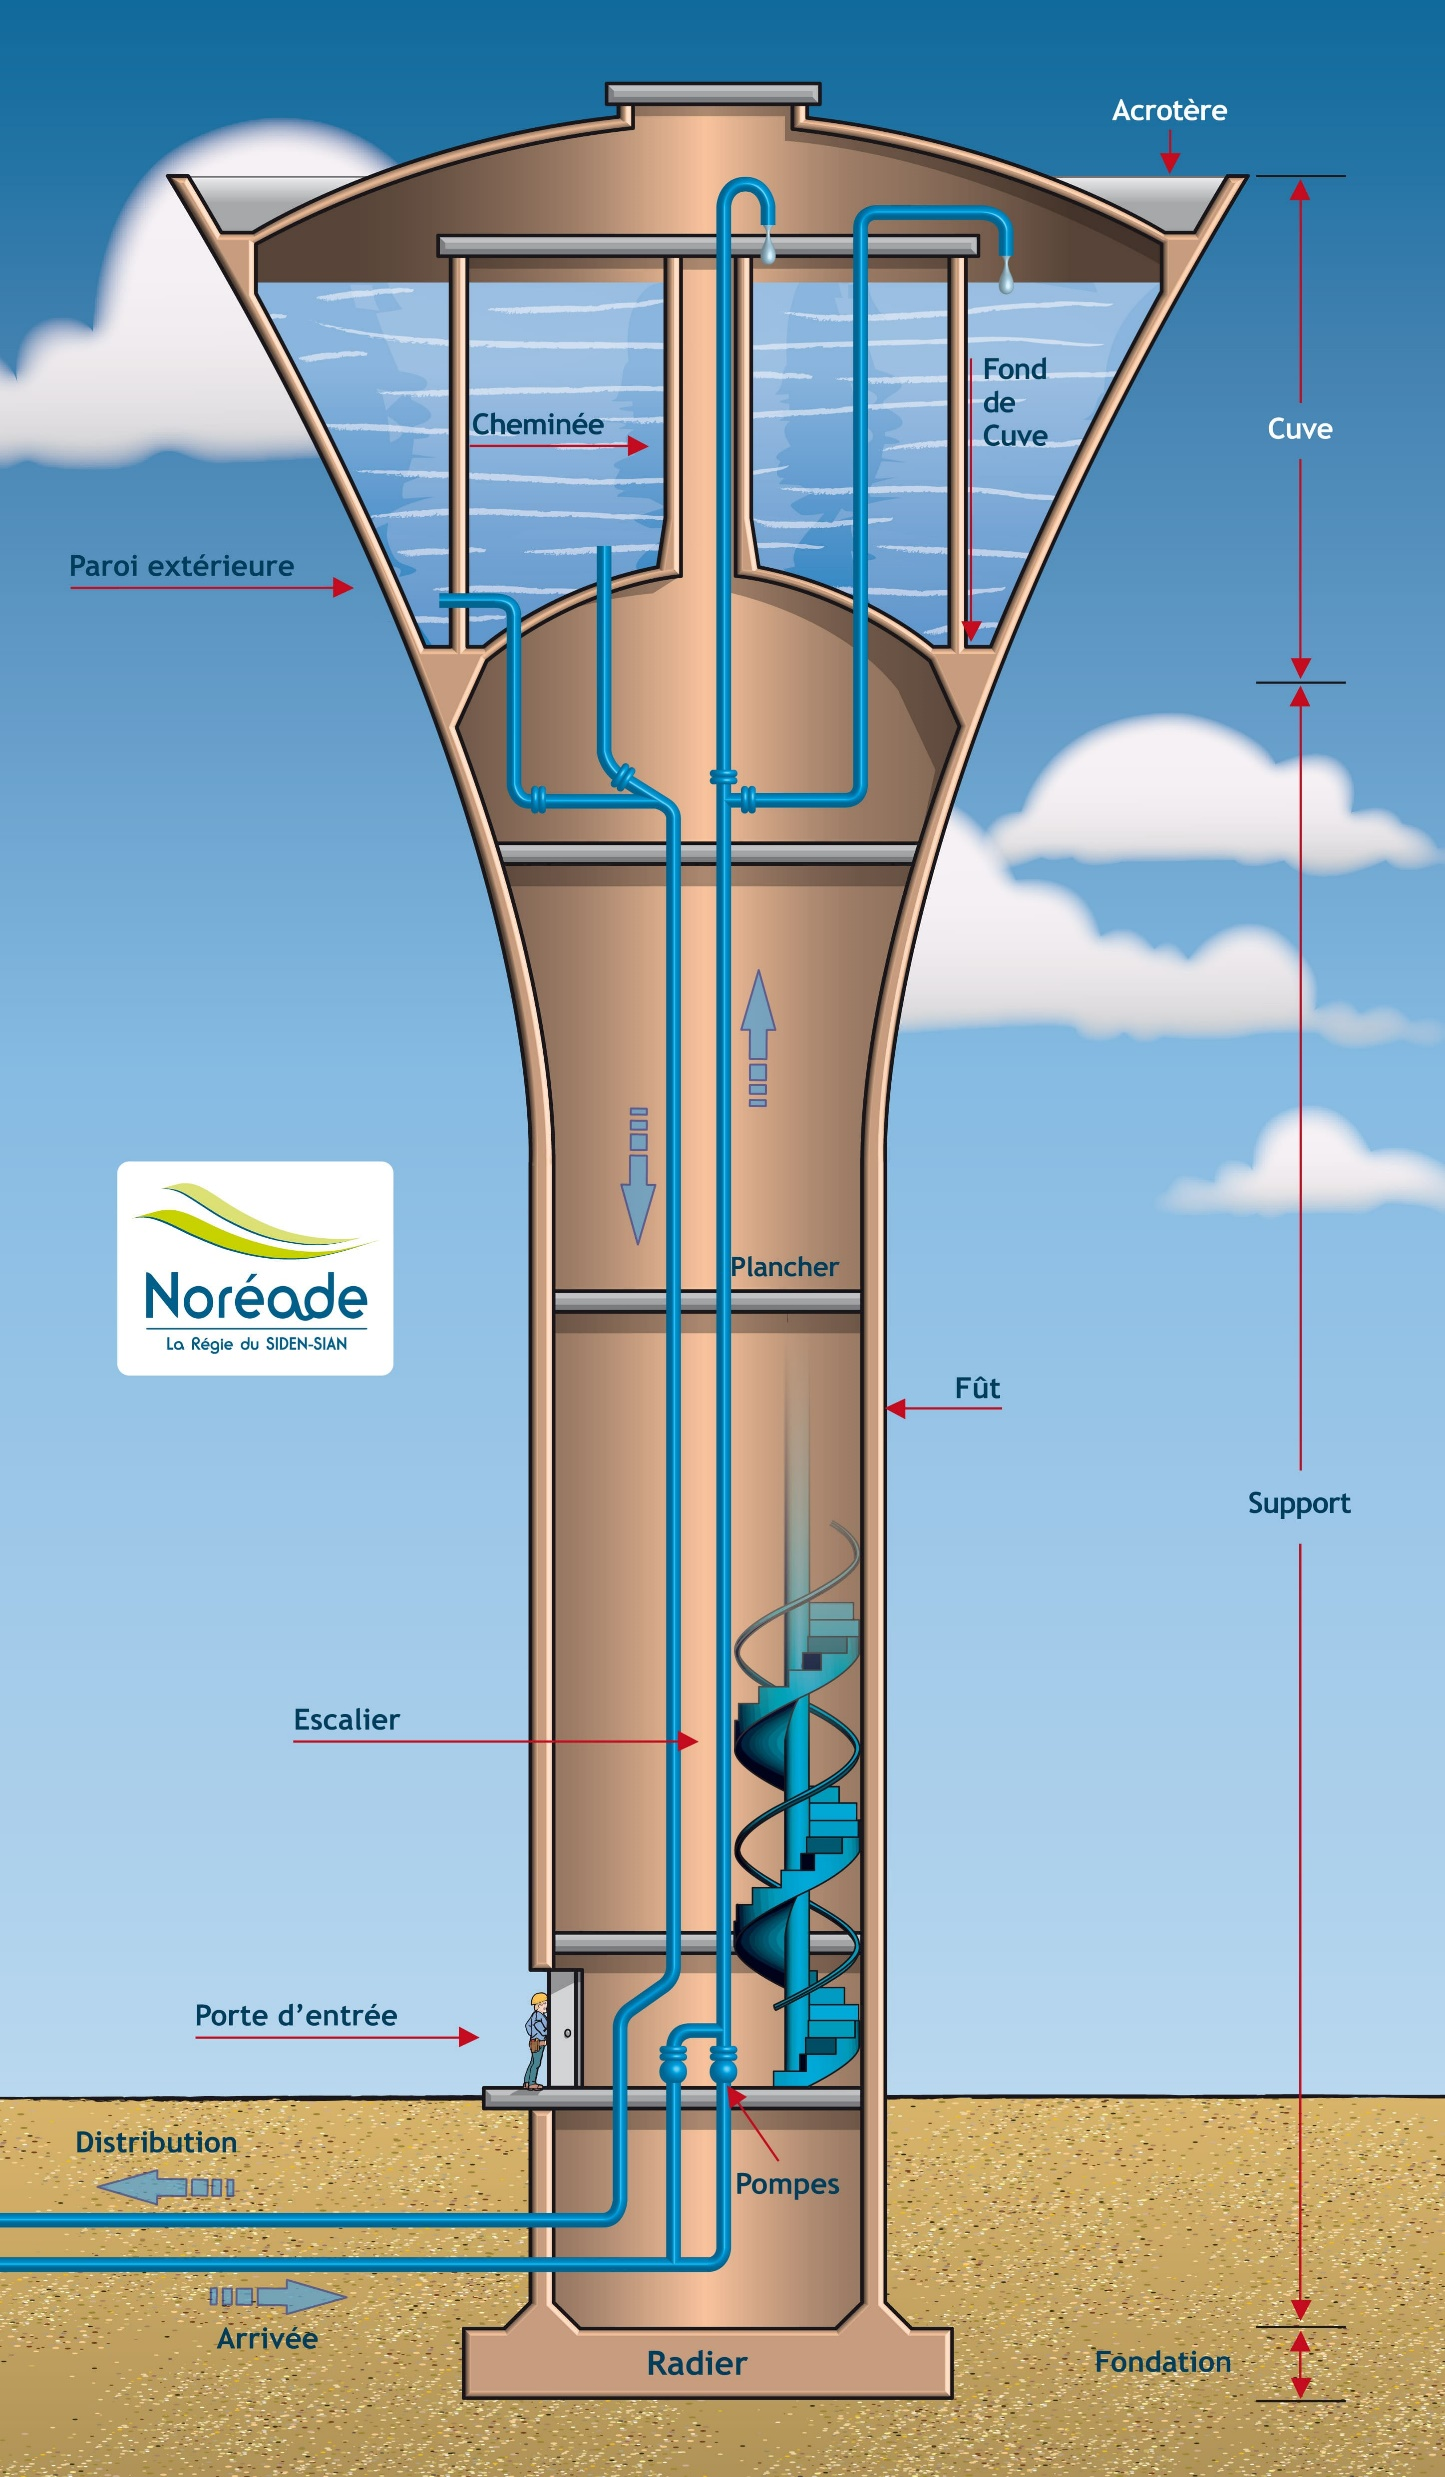 Acrotère
Fond
de
Cuve
Cheminée
Cuve
Paroi extérieure
Plancher
Noréade
La Régie du SIDEN-SIAN
Fût
Support
Escalier
Porte d’entrée
Distribution
Pompes
Arrivée
Radier
Fondation